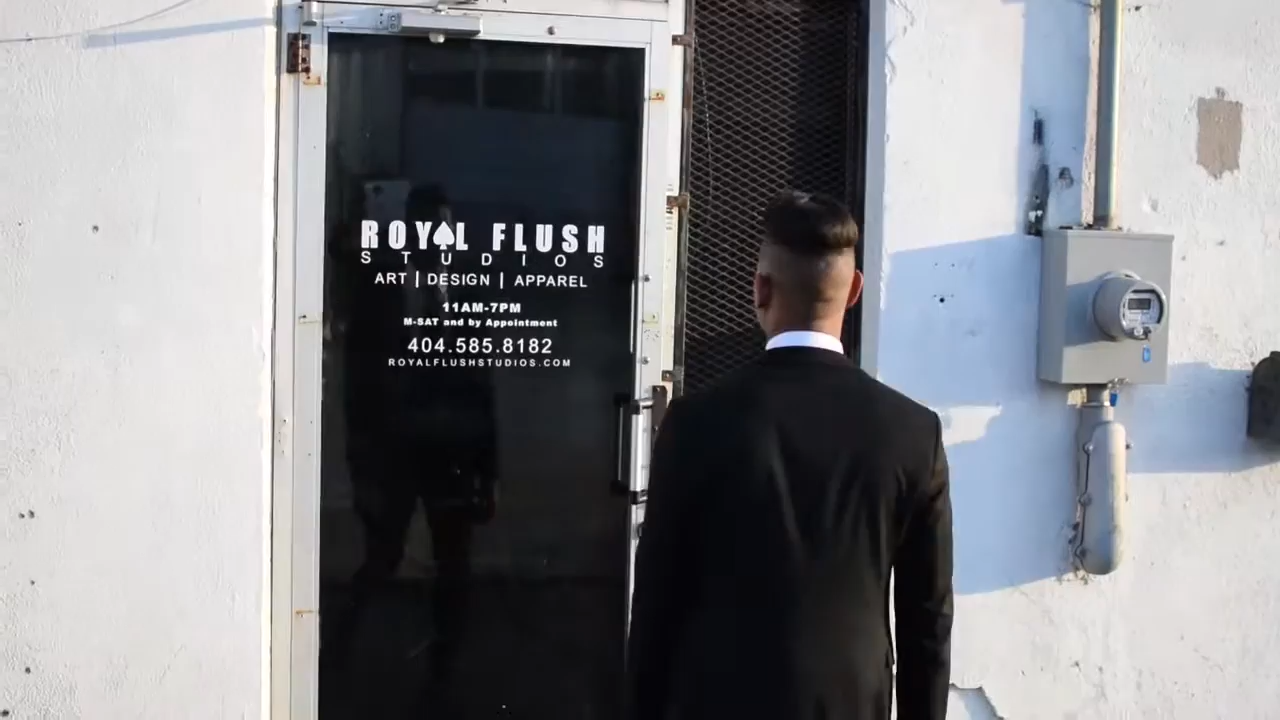 ROYAL FLUSH
STUDIOS
ART | DESIGN | APPAREL
11AM-7PM
M-SAT and by Appointment
404.585.8182
ROYALFLUSHSTUDIOS.COM